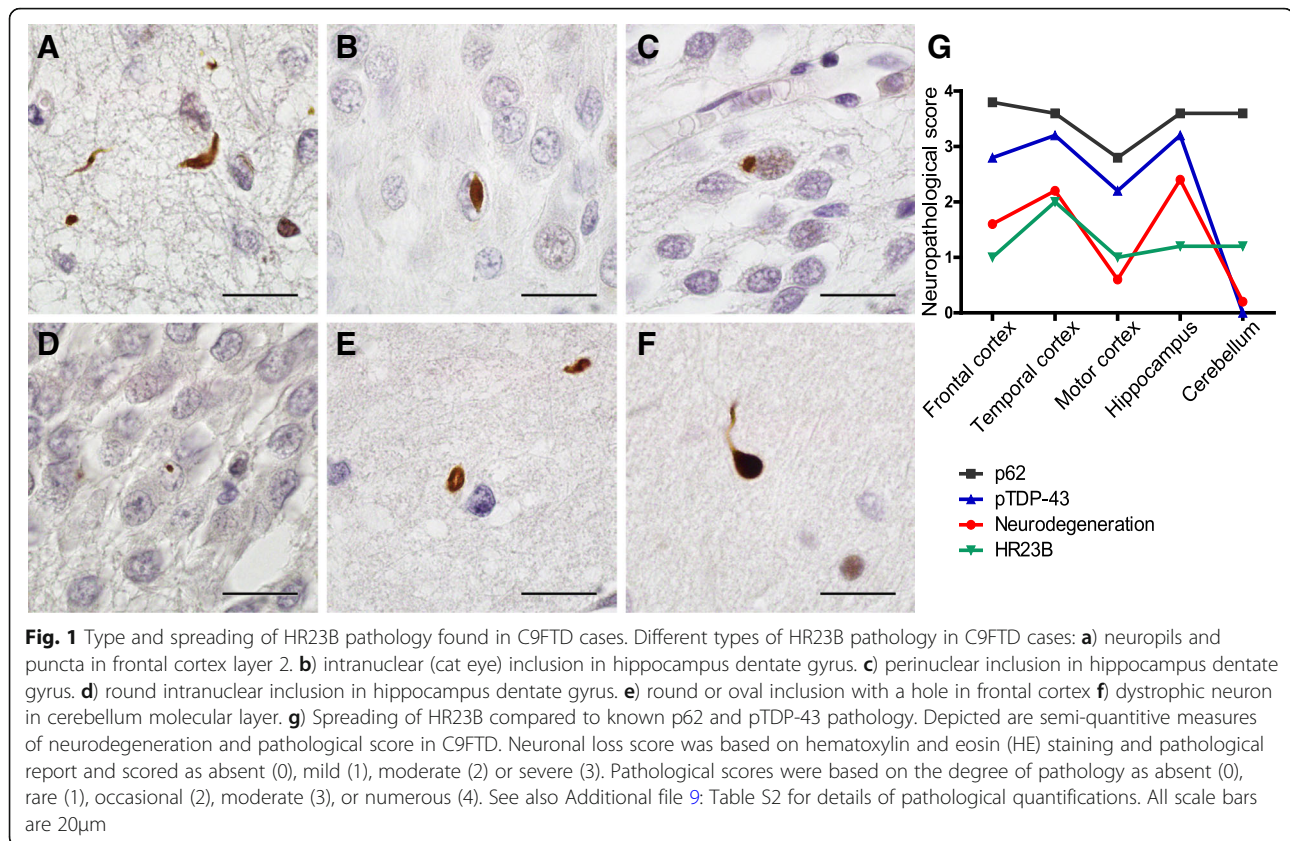 A
B
C
G
Neuropathological score
4
3
2
1
0
Frontal cortex
Temporal cortex
Motor cortex
Hippocampus
Cerebellum
D
E
F
p62
pTDP-43
Neurodegeneration
HR23B
Fig. 1 Type and spreading of HR23B pathology found in C9FTD cases. Different types of HR23B pathology in C9FTD cases: a) neuropils and
puncta in frontal cortex layer 2. b) intranuclear (cat eye) inclusion in hippocampus dentate gyrus. c) perinuclear inclusion in hippocampus dentate
gyrus. d) round intranuclear inclusion in hippocampus dentate gyrus. e) round or oval inclusion with a hole in frontal cortex f) dystrophic neuron
in cerebellum molecular layer. g) Spreading of HR23B compared to known p62 and pTDP-43 pathology. Depicted are semi-quantitive measures
of neurodegeneration and pathological score in C9FTD. Neuronal loss score was based on hematoxylin and eosin (HE) staining and pathological
report and scored as absent (0), mild (1), moderate (2) or severe (3). Pathological scores were based on the degree of pathology as absent (0),
rare (1), occasional (2), moderate (3), or numerous (4). See also Additional file 9: Table S2 for details of pathological quantifications. All scale bars
are 20μm